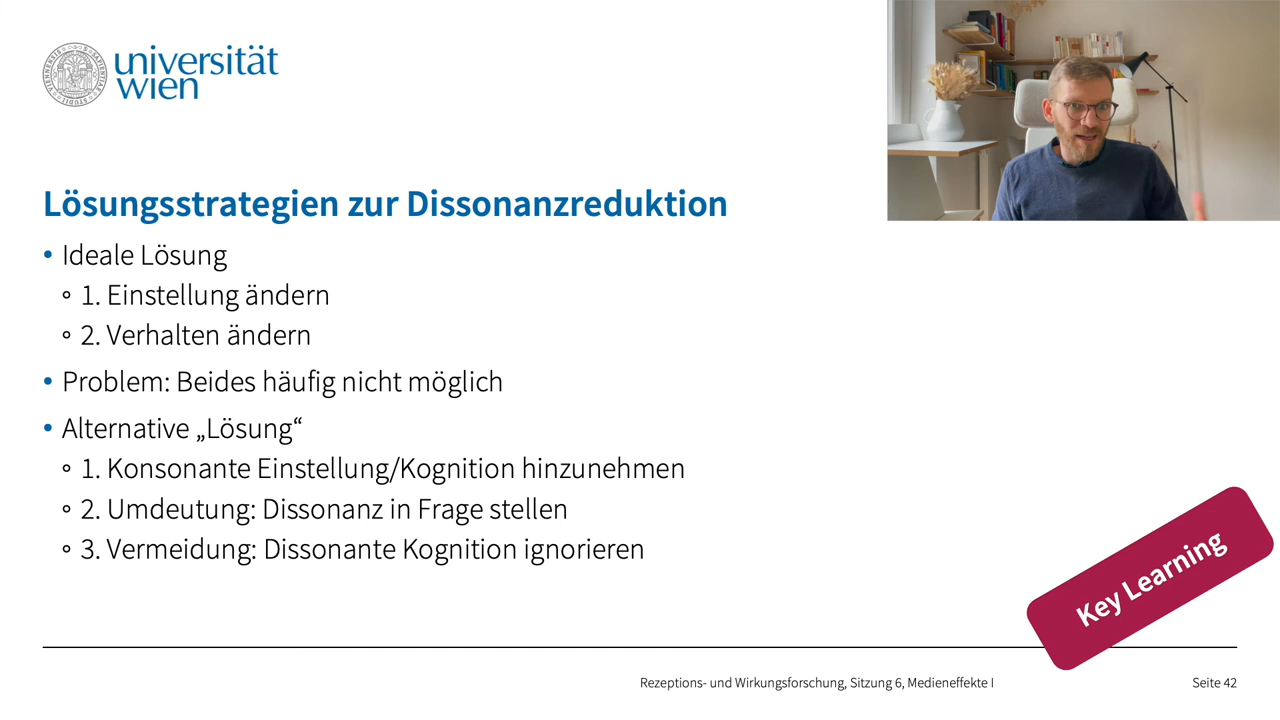 universität
wien
Lösungsstrategien zur Dissonanzreduktion
• Ideale Lösung
∘ 1. Einstellung ändern
∘ 2. Verhalten ändern
• Problem: Beides häufig nicht möglich
• Alternative „Lösung“
∘ 1. Konsonante Einstellung/Kognition hinzunehmen
∘ 2. Umdeutung: Dissonanz in Frage stellen
∘ 3. Vermeidung: Dissonante Kognition ignorieren
Key Learning
Rezeptions- und Wirkungsforschung, Sitzung 6, Medieneffekte I
Seite 42